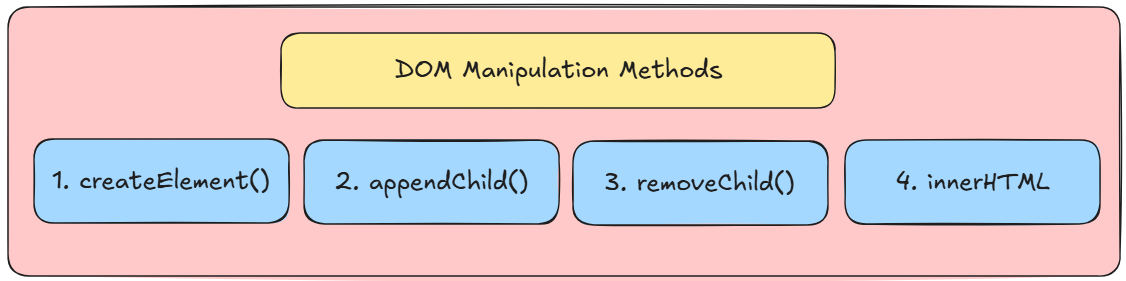 DOM Manipulation Methods
1. createElement()
2. appendChild()
3. removeChild()
4. innerHTML